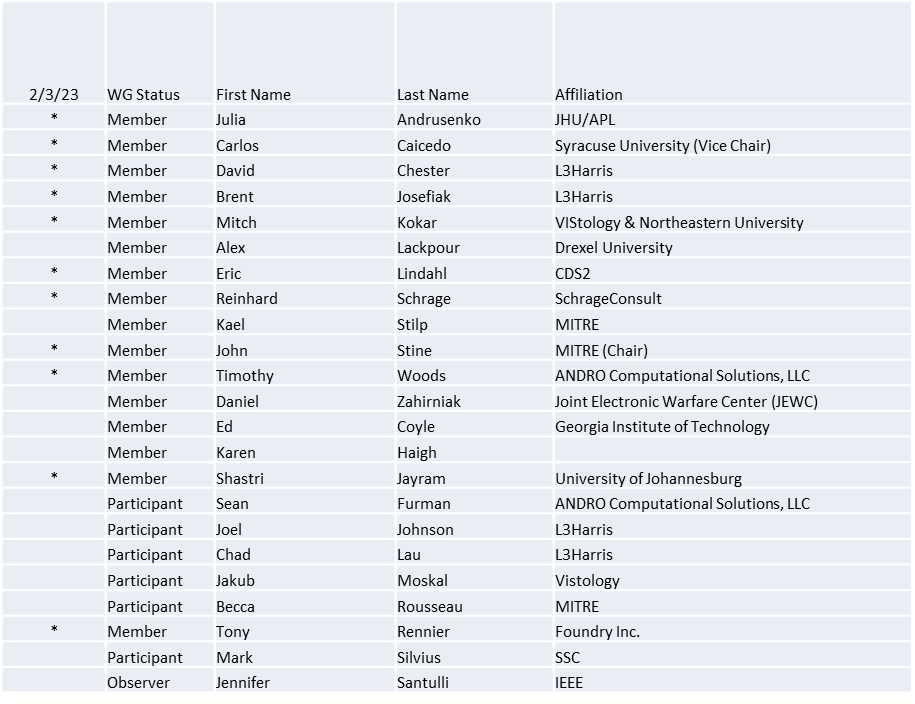 2/3/23 WG Status First Name Last Name Affiliation
* Member Julia Andrusenko JHU/APL
* Member Carlos Caicedo Syracuse University (Vice Chair)
* Member David Chester L3Harris
* Member Brent Josefiak L3Harris
* Member Mitch Kokar VIStology & Northeastern University
Member Alex Lackpour Drexel University
* Member Eric Lindahl CDS2
* Member Reinhard Schrage SchrageConsult
Member Kael Stilp MITRE
* Member John Stine MITRE (Chair)
* Member Timothy Woods ANDRO Computational Solutions, LLC
Member Daniel Zahirniak Joint Electronic Warfare Center (JEWC)
Member Ed Coyle Georgia Institute of Technology
Member Karen Haigh
* Member Shastri Jayram University of Johannesburg
Participant Sean Furman ANDRO Computational Solutions, LLC
Participant Joel Johnson L3Harris
Participant Chad Lau L3Harris
Participant Jakub Moskal Vistology
Participant Becca Rousseau MITRE
* Member Tony Rennier Foundry Inc.
Participant Mark Silvius SSC
Observer Jennifer Santulli IEEE